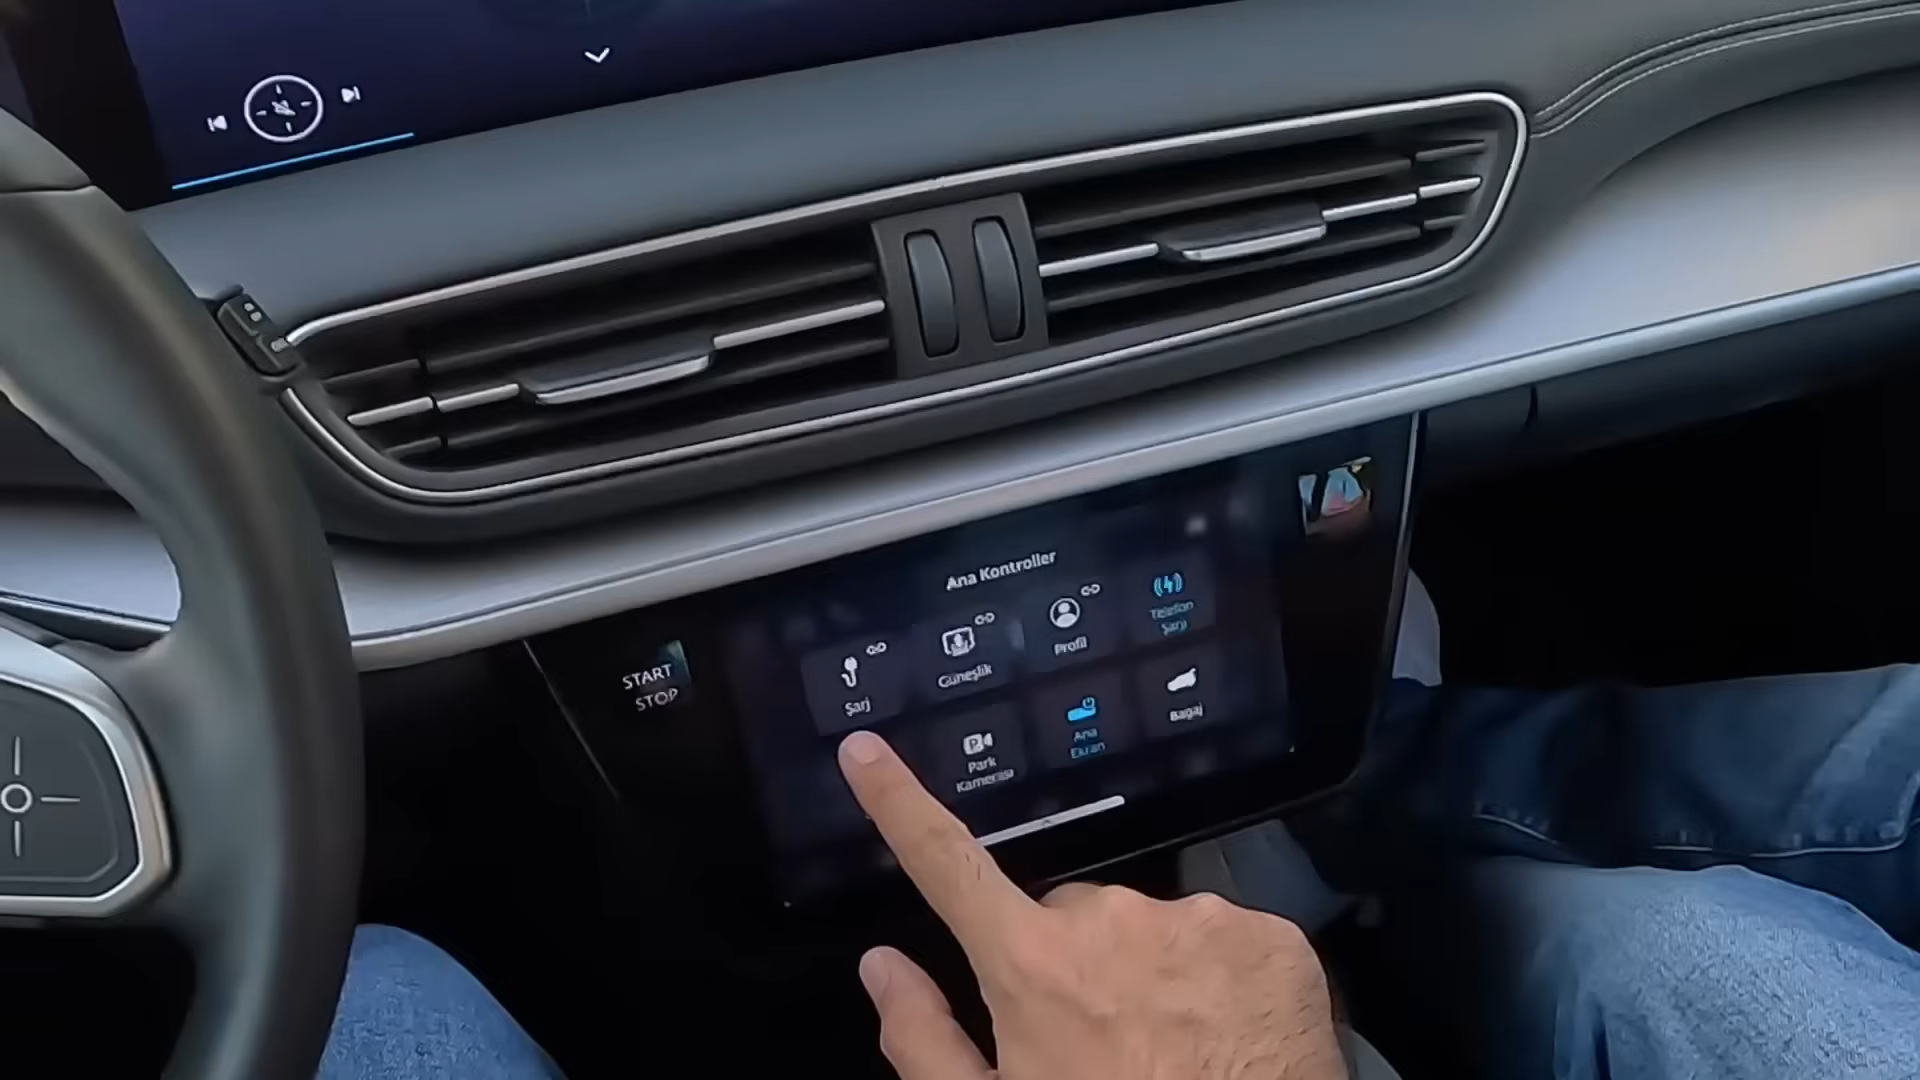 Ana Kontroller
START
STOP
Şarj
Güneşlik
Profil
Telefon
Şarjı
Park
Kamerası
Ana
Ekran
Bagaj